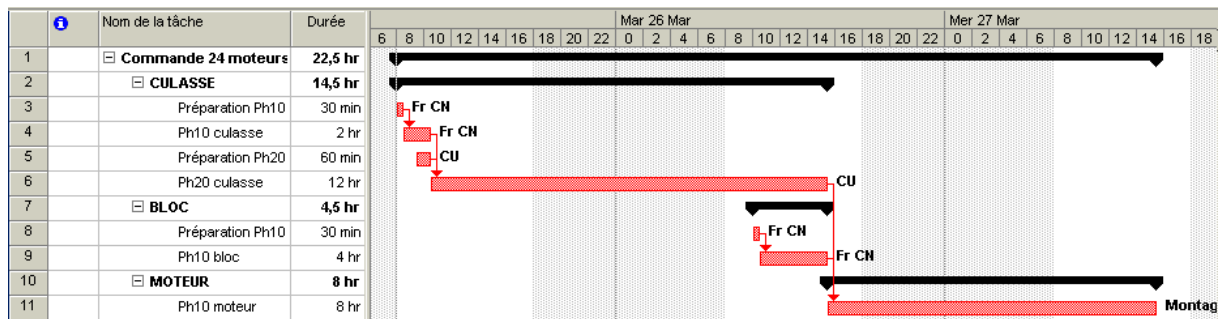 Nom de la tâche Durée Mar 26 Mar Mer 27 Mar
6 8 10 12 14 16 18 20 22 0 2 4 6 8 10 12 14 16 18 20 22 0 2 4 6 8 10 12 14 16 18
1 Commande 24 moteurs 22,5 hr
2 CULASSE 14,5 hr
3 Préparation Ph10 30 min Fr CN
4 Ph10 culasse 2 hr Fr CN
5 Préparation Ph20 60 min CU
6 Ph20 culasse 12 hr CU
7 BLOC 4,5 hr
8 Préparation Ph10 30 min Fr CN
9 Ph10 bloc 4 hr Fr CN
10 MOTEUR 8 hr
11 Ph10 moteur 8 hr Montag